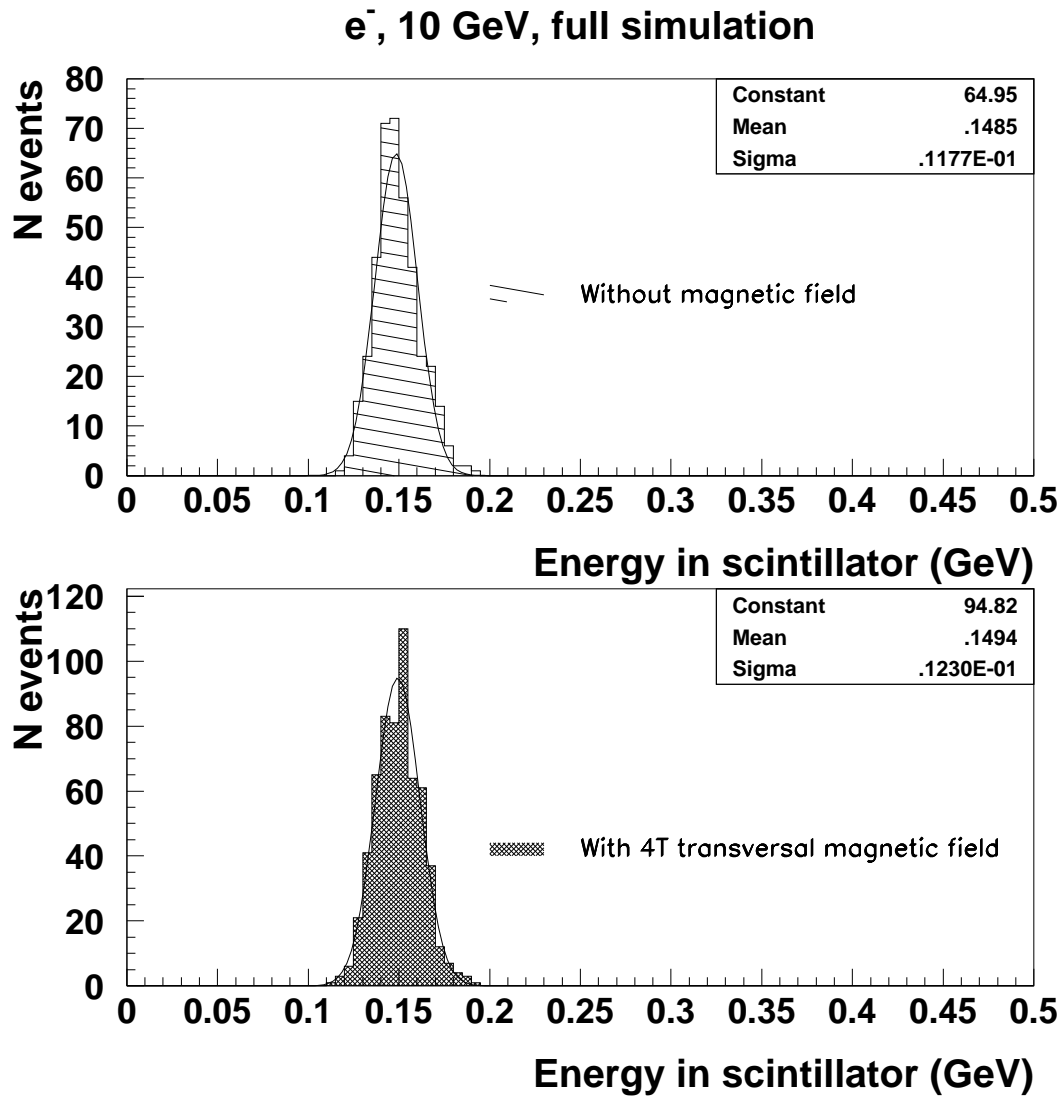 e-, 10 GeV, full simulation
N events
80
70
60
50
40
30
20
10
0
Constant 64.95
Mean .1485
Sigma .1177E-01
Without magnetic field
0 0.05 0.1 0.15 0.2 0.25 0.3 0.35 0.4 0.45 0.5
Energy in scintillator (GeV)
N events
120
100
80
60
40
20
0
Constant 94.82
Mean .1494
Sigma .1230E-01
With 4T transversal magnetic field
0 0.05 0.1 0.15 0.2 0.25 0.3 0.35 0.4 0.45 0.5
Energy in scintillator (GeV)